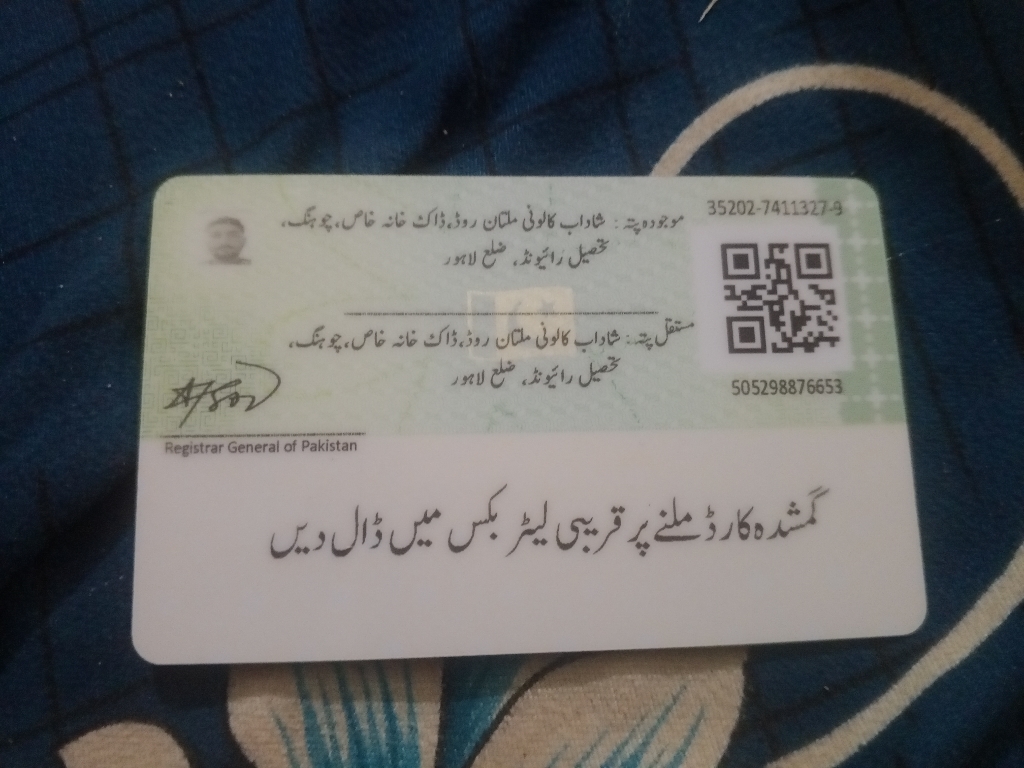 35202-7411327-9
موجودہ پتہ: شاداب کالونی ملتان روڈ، ڈاک خانہ خاص، چوہنگ،
تحصیل رائیونڈ، ضلع لاہور
مستقل پتہ: شاداب کالونی ملتان روڈ، ڈاک خانہ خاص، چوہنگ،
تحصیل رائیونڈ، ضلع لاہور
505298876653
Registrar General of Pakistan
گمشدہ کارڈ ملنے پر قریبی لیٹر بکس میں ڈال دیں